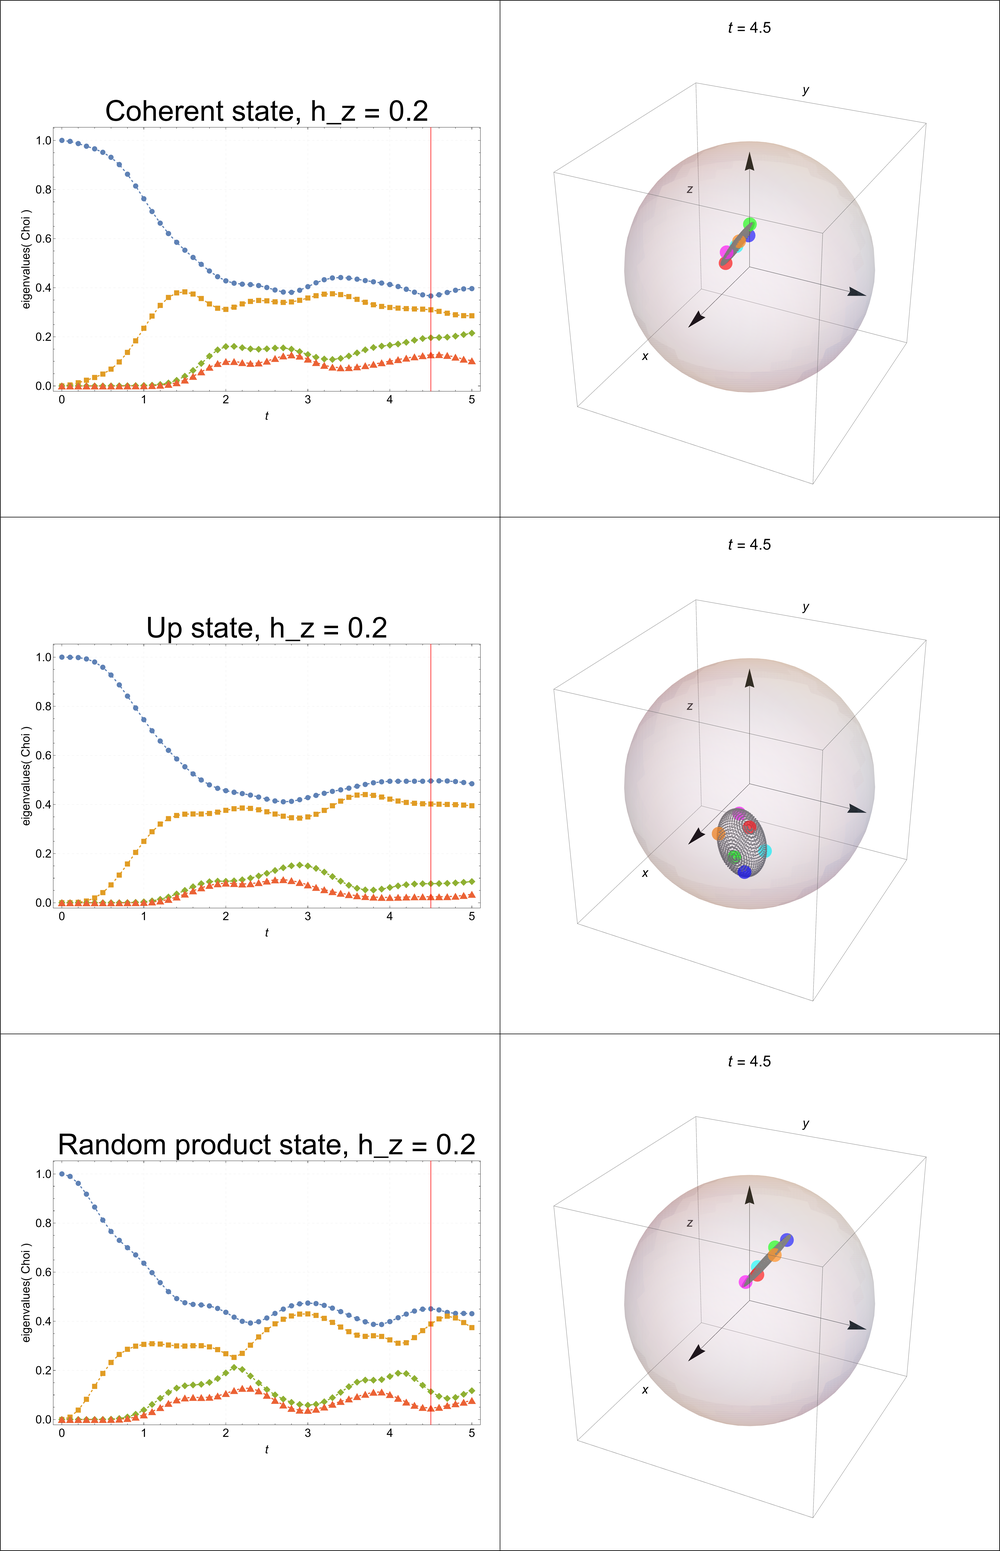 Coherent state, h_z = 0.2
eigenvalues( Choi )
1.0
0.8
0.6
0.4
0.2
0.0
0 1 2 3 4 5
t
t = 4.5
y
z
x
Up state, h_z = 0.2
eigenvalues( Choi )
1.0
0.8
0.6
0.4
0.2
0.0
0 1 2 3 4 5
t
t = 4.5
y
z
x
Random product state, h_z = 0.2
eigenvalues( Choi )
1.0
0.8
0.6
0.4
0.2
0.0
0 1 2 3 4 5
t
t = 4.5
y
z
x